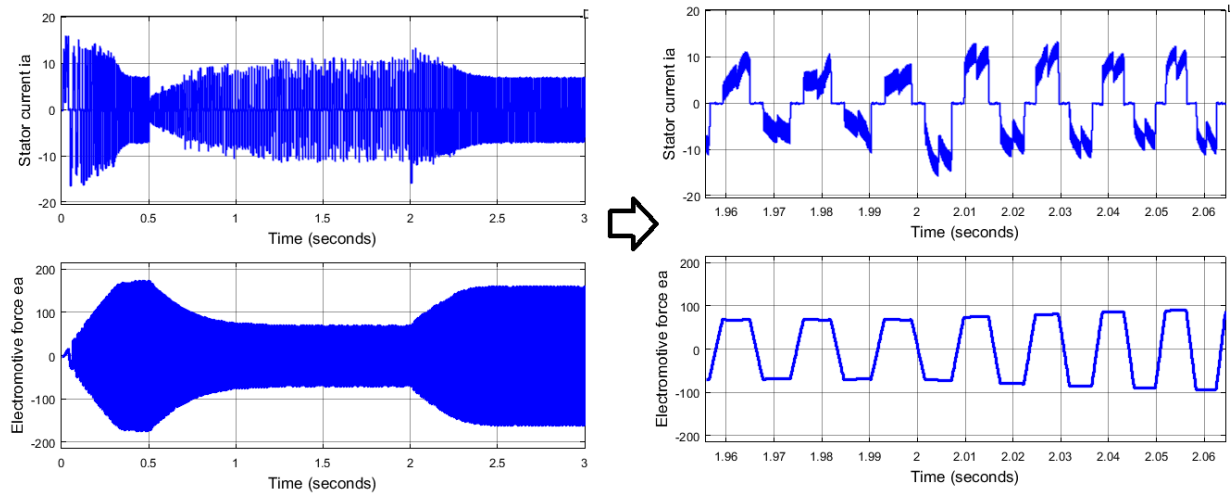 Stator current ia
20
10
0
-10
-20
0 0.5 1 1.5 2 2.5 3
Time (seconds)
Electromotive force ea
200
100
0
-100
-200
0 0.5 1 1.5 2 2.5 3
Time (seconds)
Stator current ia
20
10
0
-10
-20
1.96 1.97 1.98 1.99 2 2.01 2.02 2.03 2.04 2.05 2.06
Time (seconds)
Electromotive force ea
200
100
0
-100
-200
1.96 1.97 1.98 1.99 2 2.01 2.02 2.03 2.04 2.05 2.06
Time (seconds)